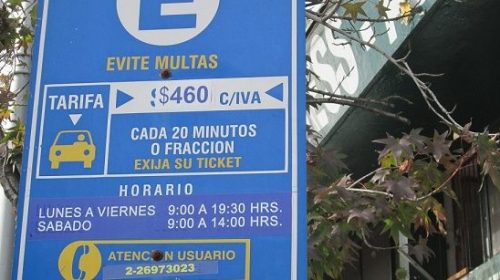 E
EVITE MULTAS
TARIFA
$460 C/IVA
CADA 20 MINUTOS
O FRACCION
EXIJA SU TICKET
HORARIO
LUNES A VIERNES 9:00 A 19:30 HRS.
SABADO 9:00 A 14:00 HRS.
ATENCION USUARIO
2-26973023